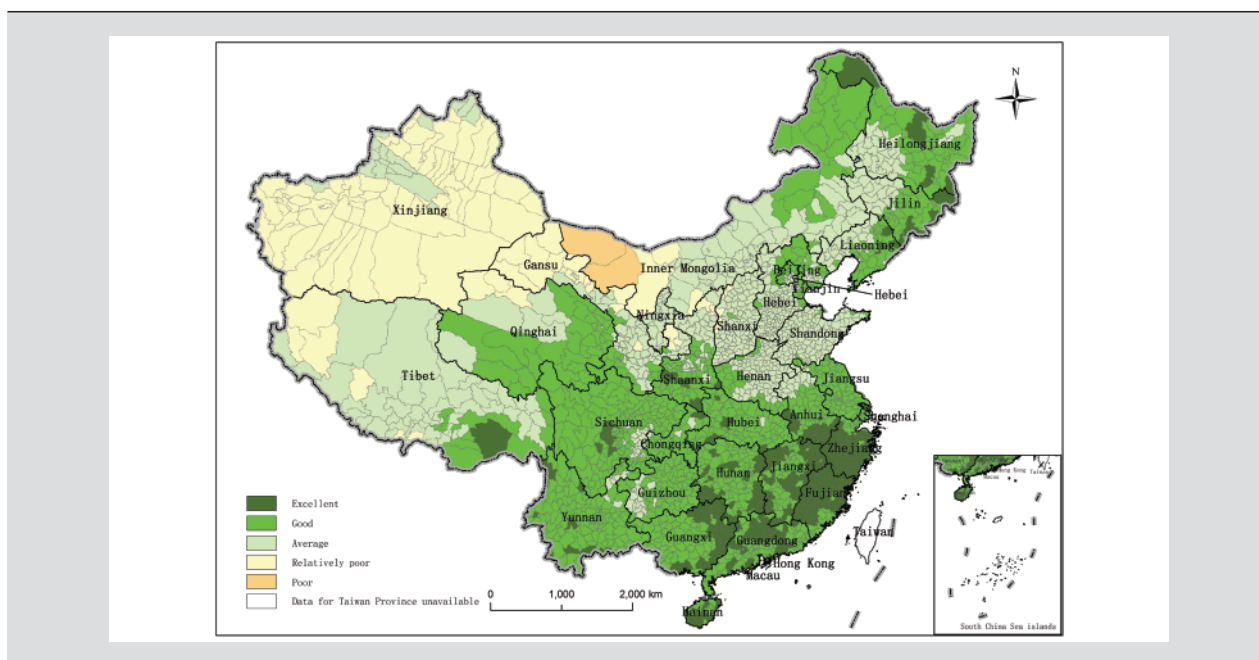 N
Heilongjiang
Jilin
Xinjiang
Liaoning
Gansu
Inner Mongolia
Beijing
Tianjin
Hebei
Hebei
Ningxia
Shanxi
Qinghai
Shandong
Tibet
Shaanxi
Henan
Jiangsu
Sichuan
Hubei
Anhui
Shanghai
Chongqing
Zhejiang
Hunan
Jiangxi
Guizhou
Fujian
Yunnan
Guangxi
Guangdong
Taiwan
Hong Kong
Macau
Hainan
Excellent
Good
Average
Relatively poor
Poor
Data for Taiwan Province unavailable
0 1,000 2,000 km
Hong Kong
Macau
South China Sea islands